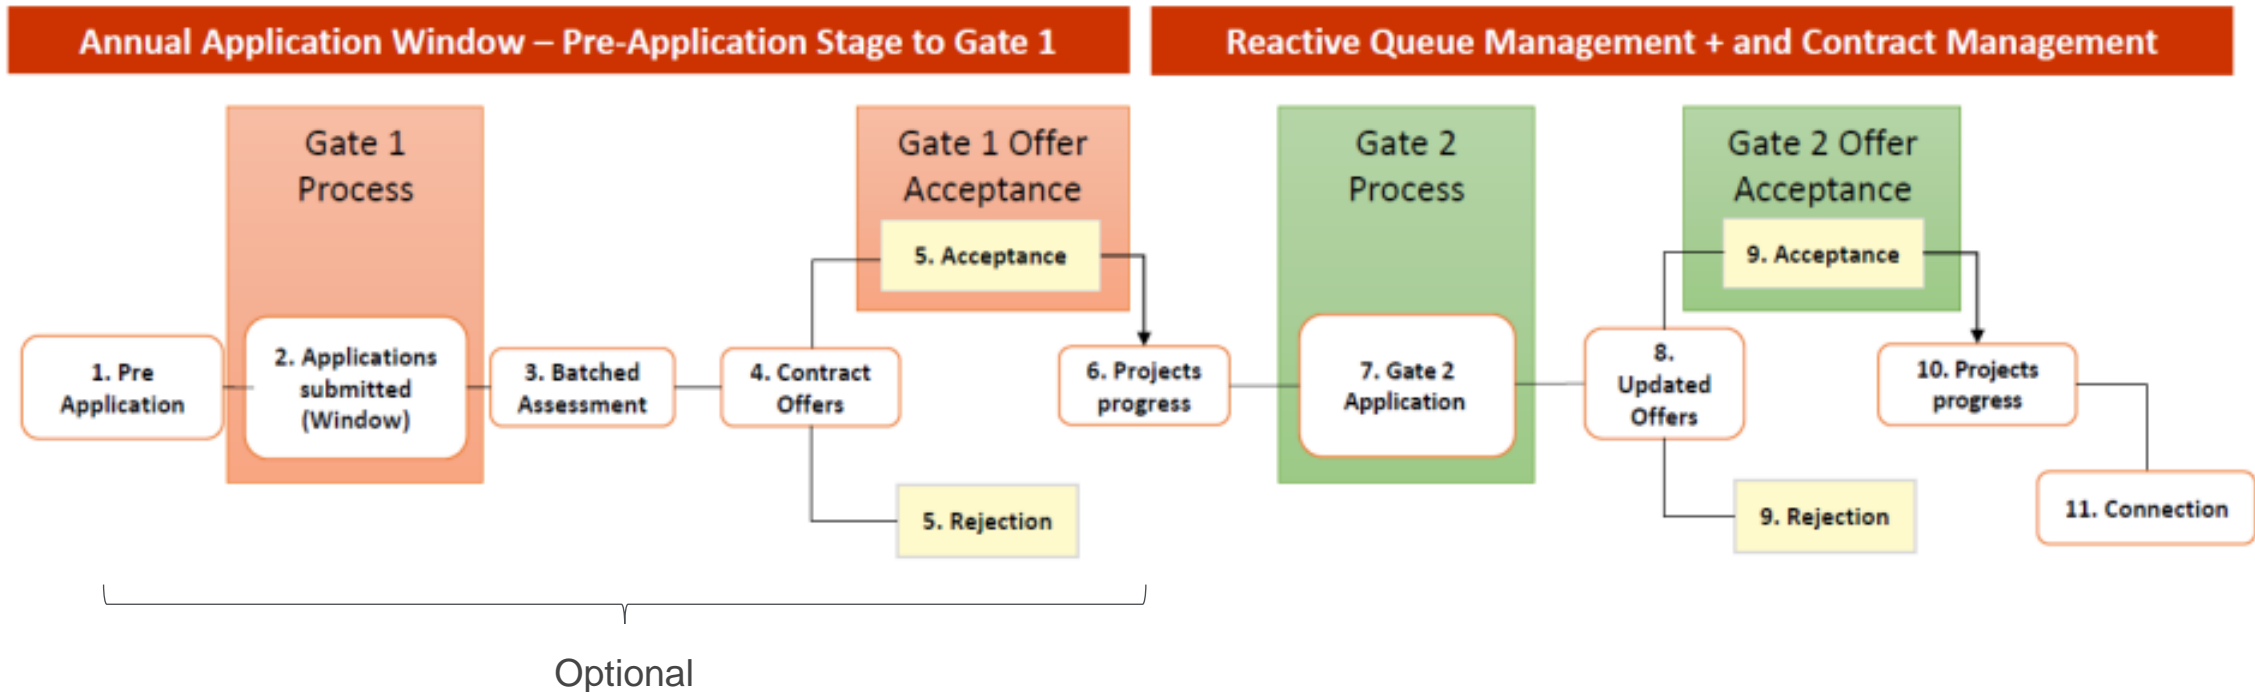 Annual Application Window – Pre-Application Stage to Gate 1
Reactive Queue Management + and Contract Management
Gate 1
Process
Gate 1 Offer
Acceptance
Gate 2
Process
Gate 2 Offer
Acceptance
1. Pre
Application
2. Applications
submitted
(Window)
3. Batched
Assessment
4. Contract
Offers
5. Acceptance
5. Rejection
6. Projects
progress
7. Gate 2
Application
8.
Updated
Offers
9. Acceptance
9. Rejection
10. Projects
progress
11. Connection
Optional